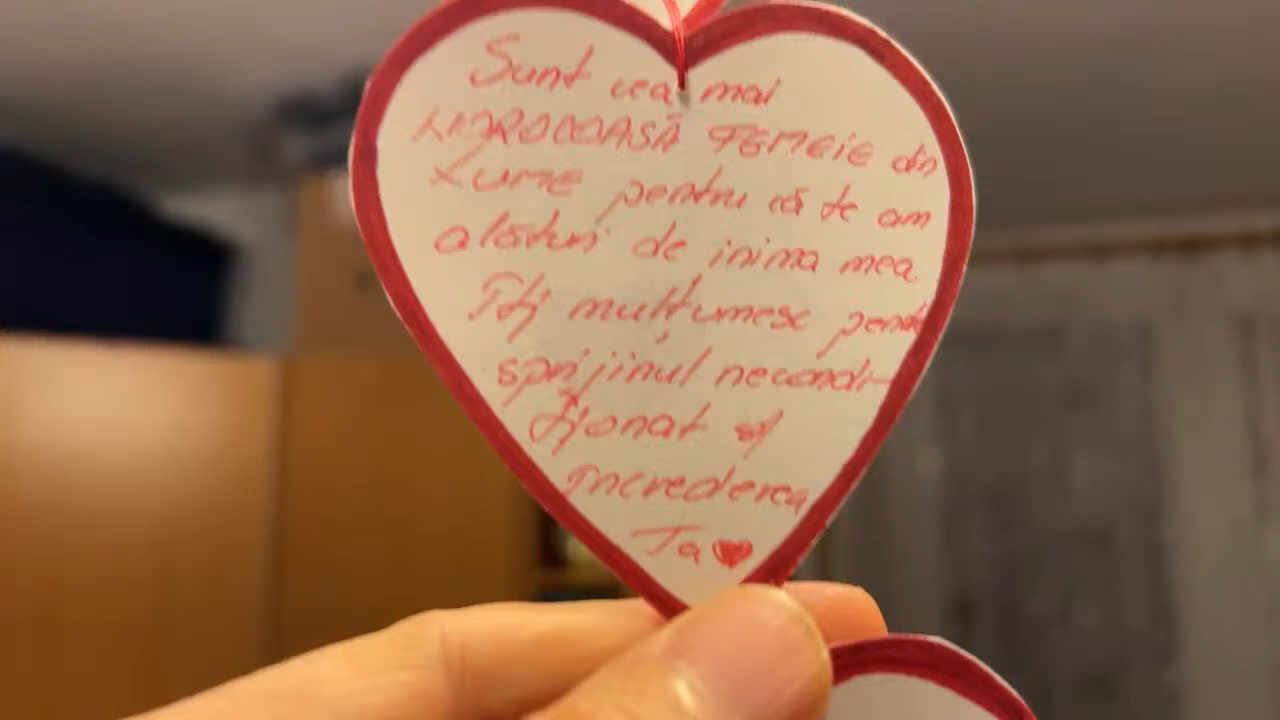 Sunt cea mai
NOROCOASĂ FEMEIE din
LUME pentru că te am
alături de inima mea.
Îți mulțumesc pentru
sprijinul necondi-
ționat și
încrederea
Ta ❤